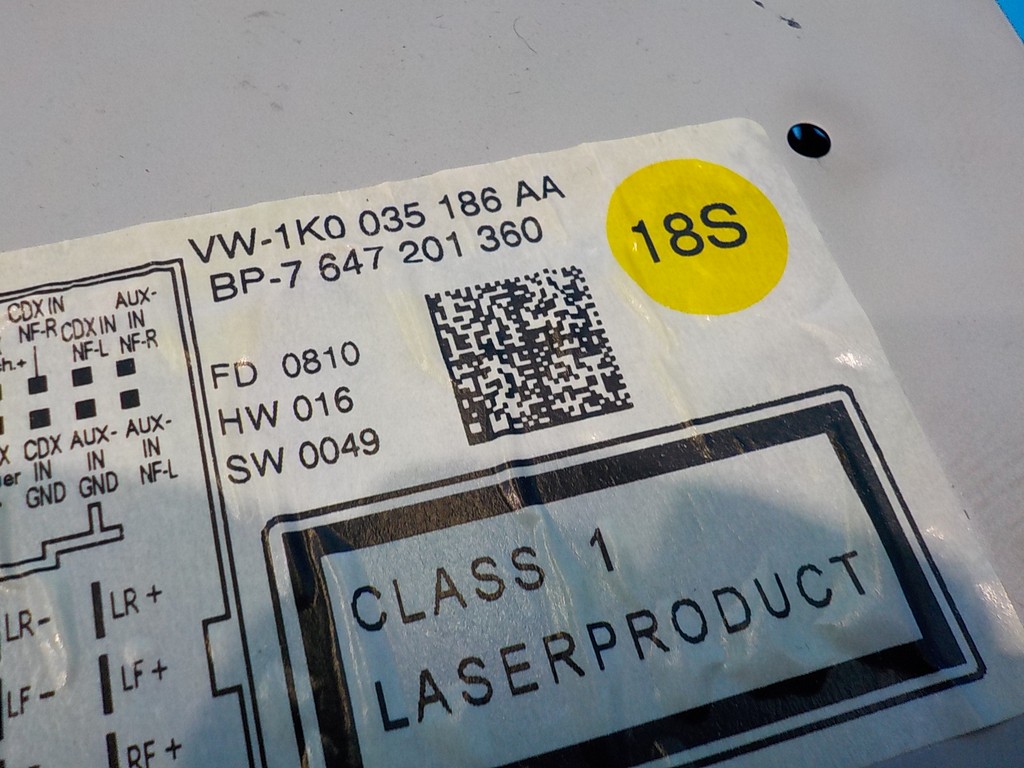 VW-1K0 035 186 AA
BP-7 647 201 360
18S
FD 0810
HW 016
SW 0049
CDX IN
NF-R
CDX IN
NF-L
AUX-
IN
NF-R
CDX
IN
GND
AUX-
IN
GND
AUX-
IN
NF-L
LR-
LR +
LF -
LF +
RF +
CLASS 1
LASERPRODUCT